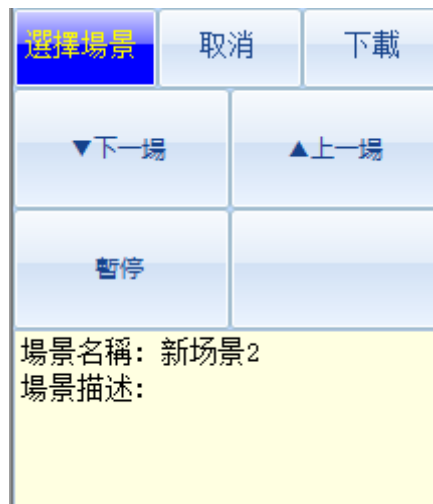 選擇場景 取消 下載
▼下一場 ▲上一場
暫停
場景名稱: 新场景2
場景描述: